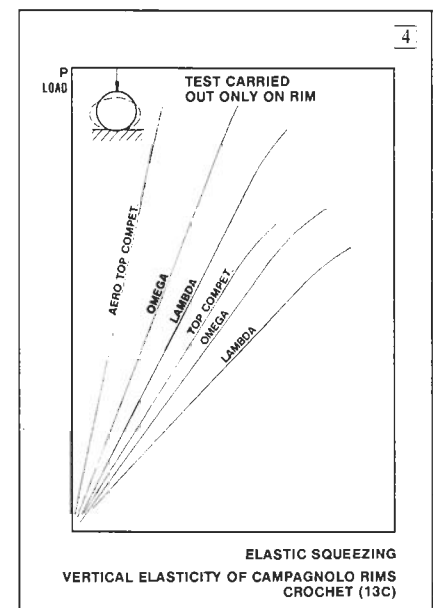 4
P
LOAD
TEST CARRIED
OUT ONLY ON RIM
AERO TOP COMPET.
OMEGA
LAMBDA
TOP COMPET.
OMEGA
LAMBDA
ELASTIC SQUEEZING
VERTICAL ELASTICITY OF CAMPAGNOLO RIMS
CROCHET (13C)